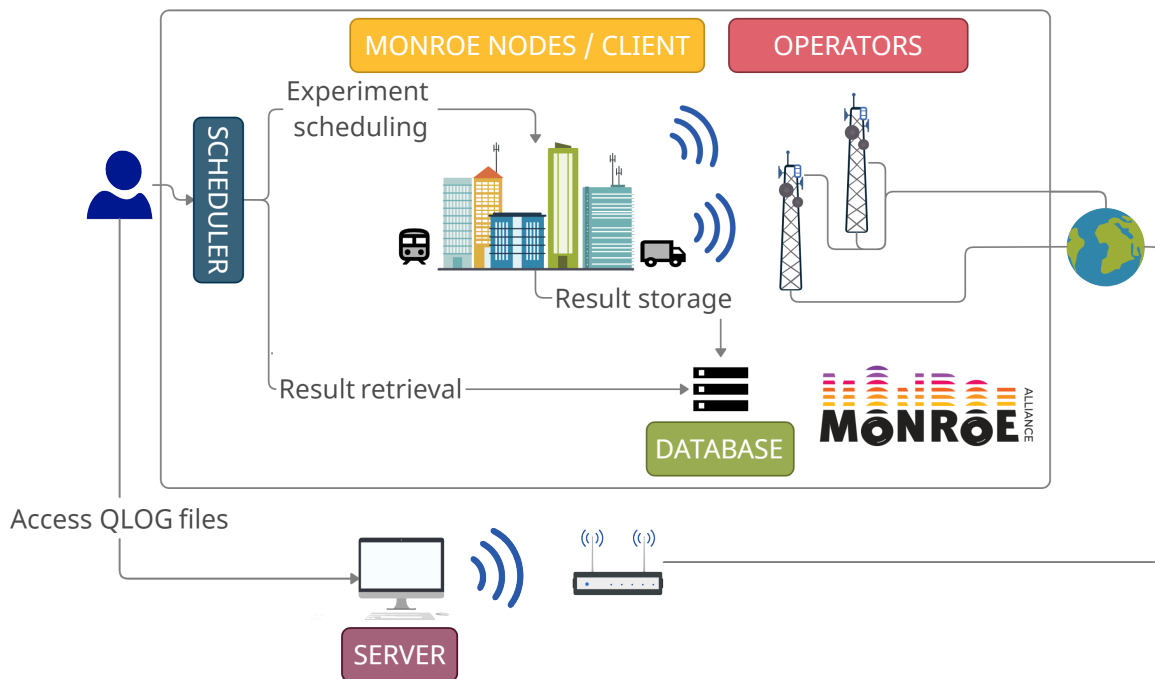 MONROE NODES / CLIENT
OPERATORS
Experiment
scheduling
SCHEDULER
Result storage
Result retrieval
DATABASE
MONROE
ALLIANCE
Access QLOG files
SERVER